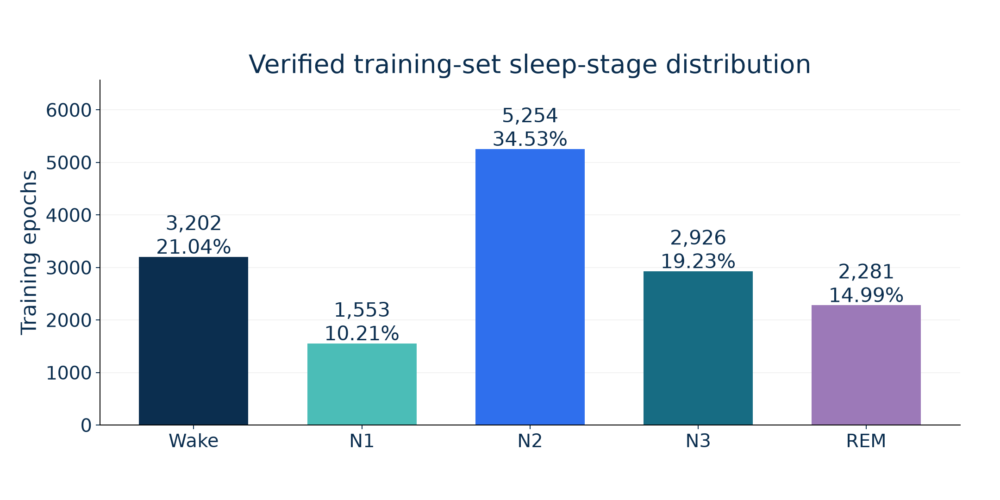 Verified training-set sleep-stage distribution
Training epochs
6000
5000
4000
3000
2000
1000
0
3,202
21.04%
1,553
10.21%
5,254
34.53%
2,926
19.23%
2,281
14.99%
Wake
N1
N2
N3
REM